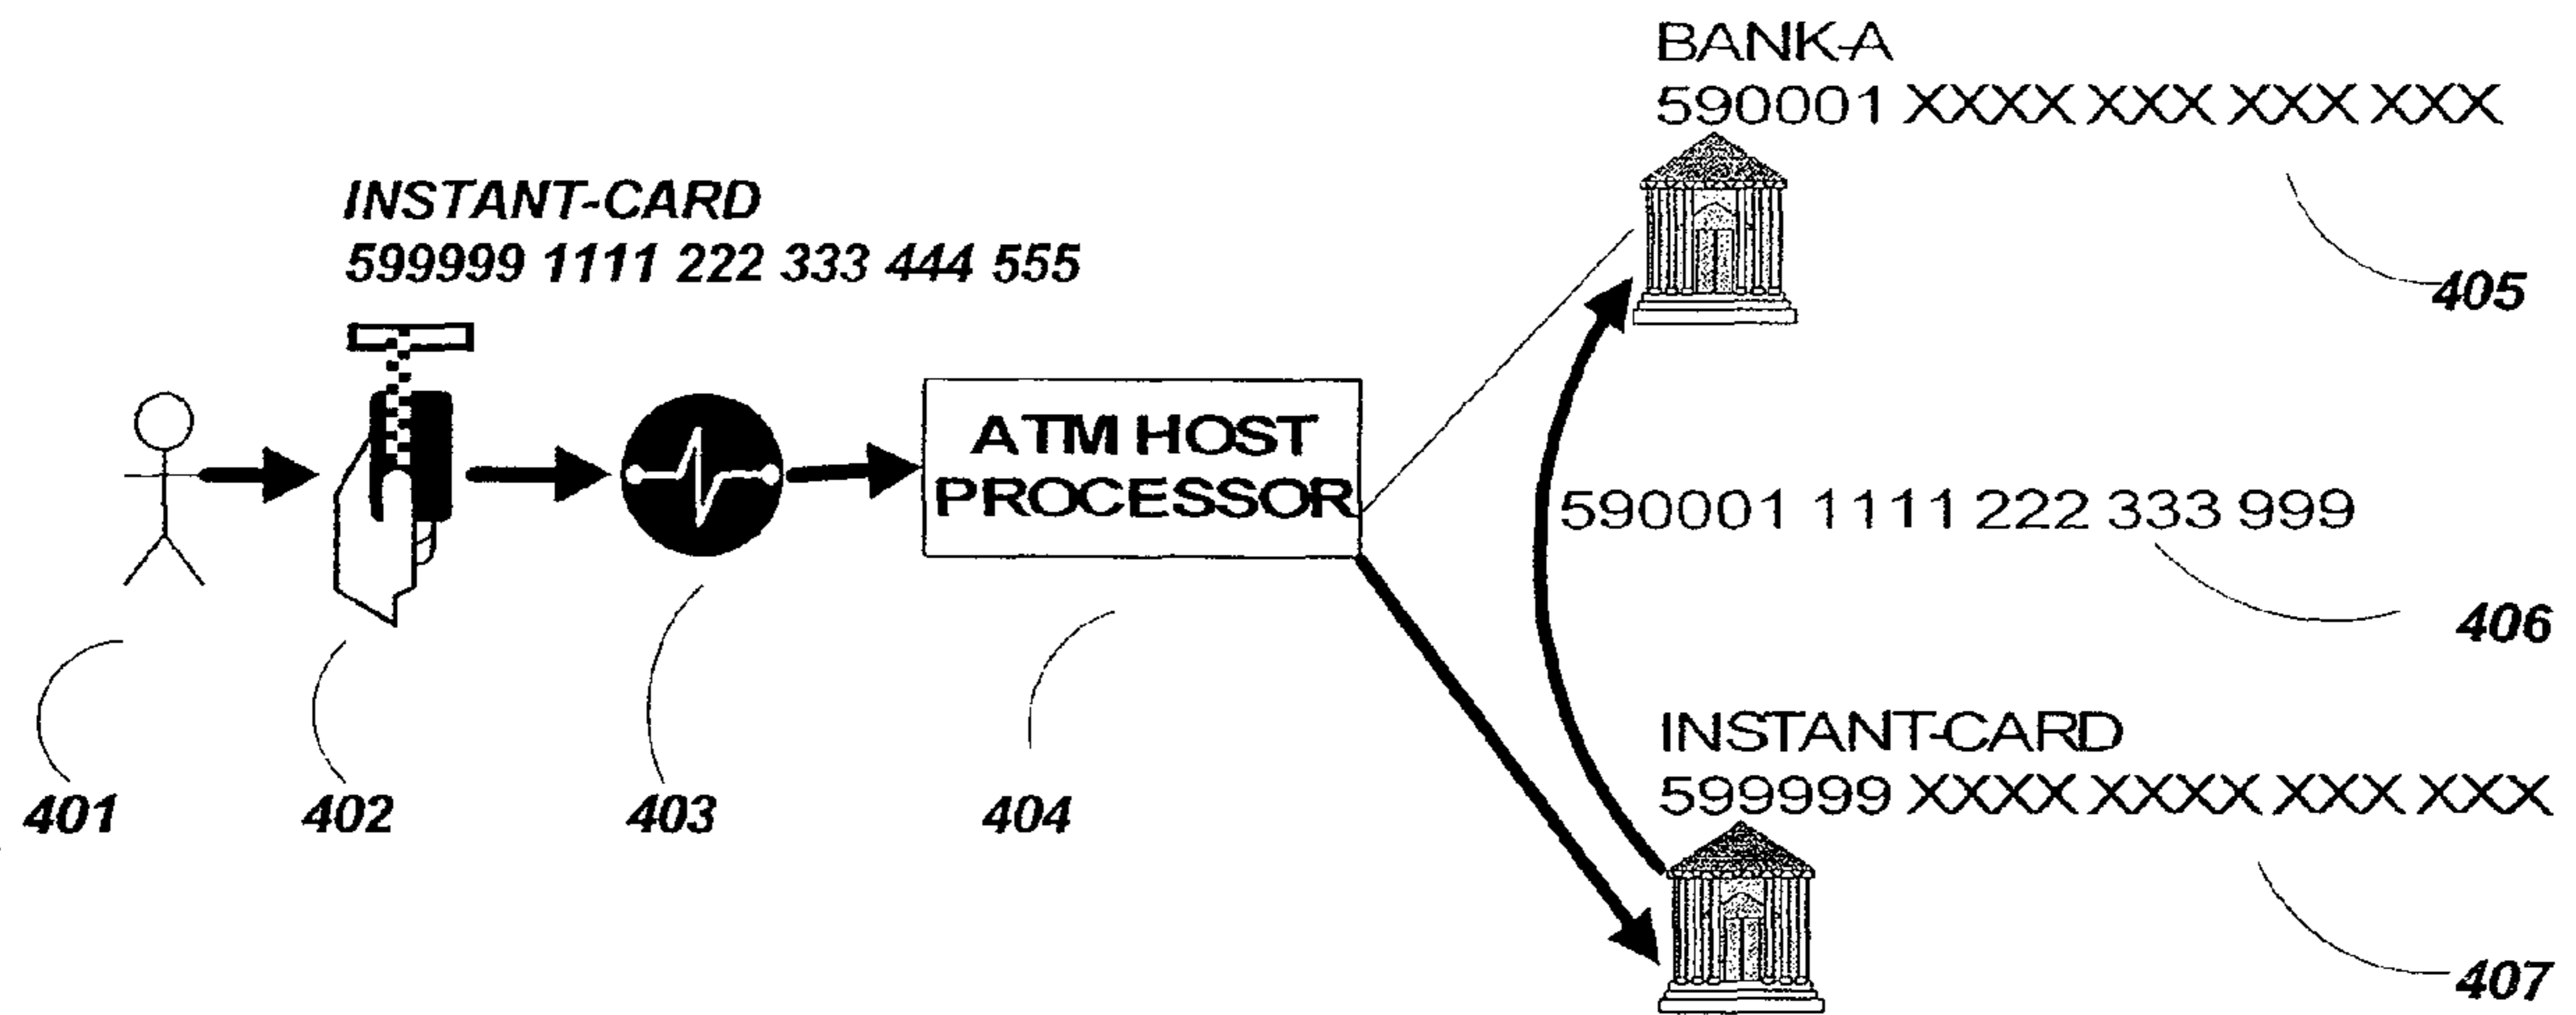 BANK-A
590001 XXXX XXX XXX XXX
INSTANT-CARD
599999 1111 222 333 444 555
405
ATM HOST
PROCESSOR
590001 1111 222 333 999
406
INSTANT-CARD
599999 XXXX XXXX XXX XXX
401
402
403
404
407